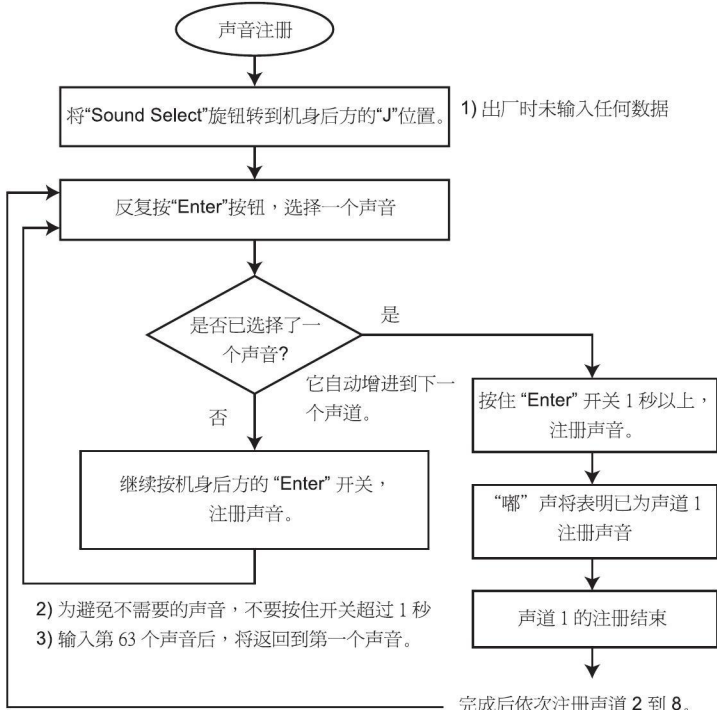 声音注册
将“Sound Select”旋钮转到机身后方的“J”位置。
1) 出厂时未输入任何数据
反复按“Enter”按钮，选择一个声音
是否已选择了一
个声音?
是
它自动增进到下一
个声道。
否
按住 “Enter” 开关 1 秒以上，
注册声音。
继续按机身后方的 “Enter” 开关，
注册声音。
“嘟” 声将表明已为声道 1
注册声音
2) 为避免不需要的声音，不要按住开关超过 1 秒
3) 输入第 63 个声音后，将返回到第一个声音。
声道 1 的注册结束
完成后依次注册声道 2 到 8。